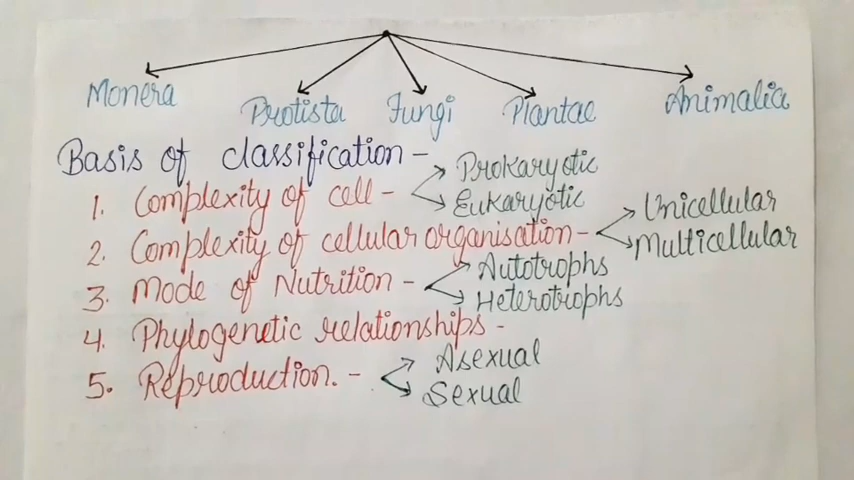 Monera Protista Fungi Plantae Animalia
Basis of classification -
1. Complexity of cell - Prokaryotic
Eukaryotic
2. Complexity of cellular organisation - Unicellular
Multicellular
3. Mode of Nutrition - Autotrophs
Heterotrophs
4. Phylogenetic relationships -
5. Reproduction. - Asexual
Sexual